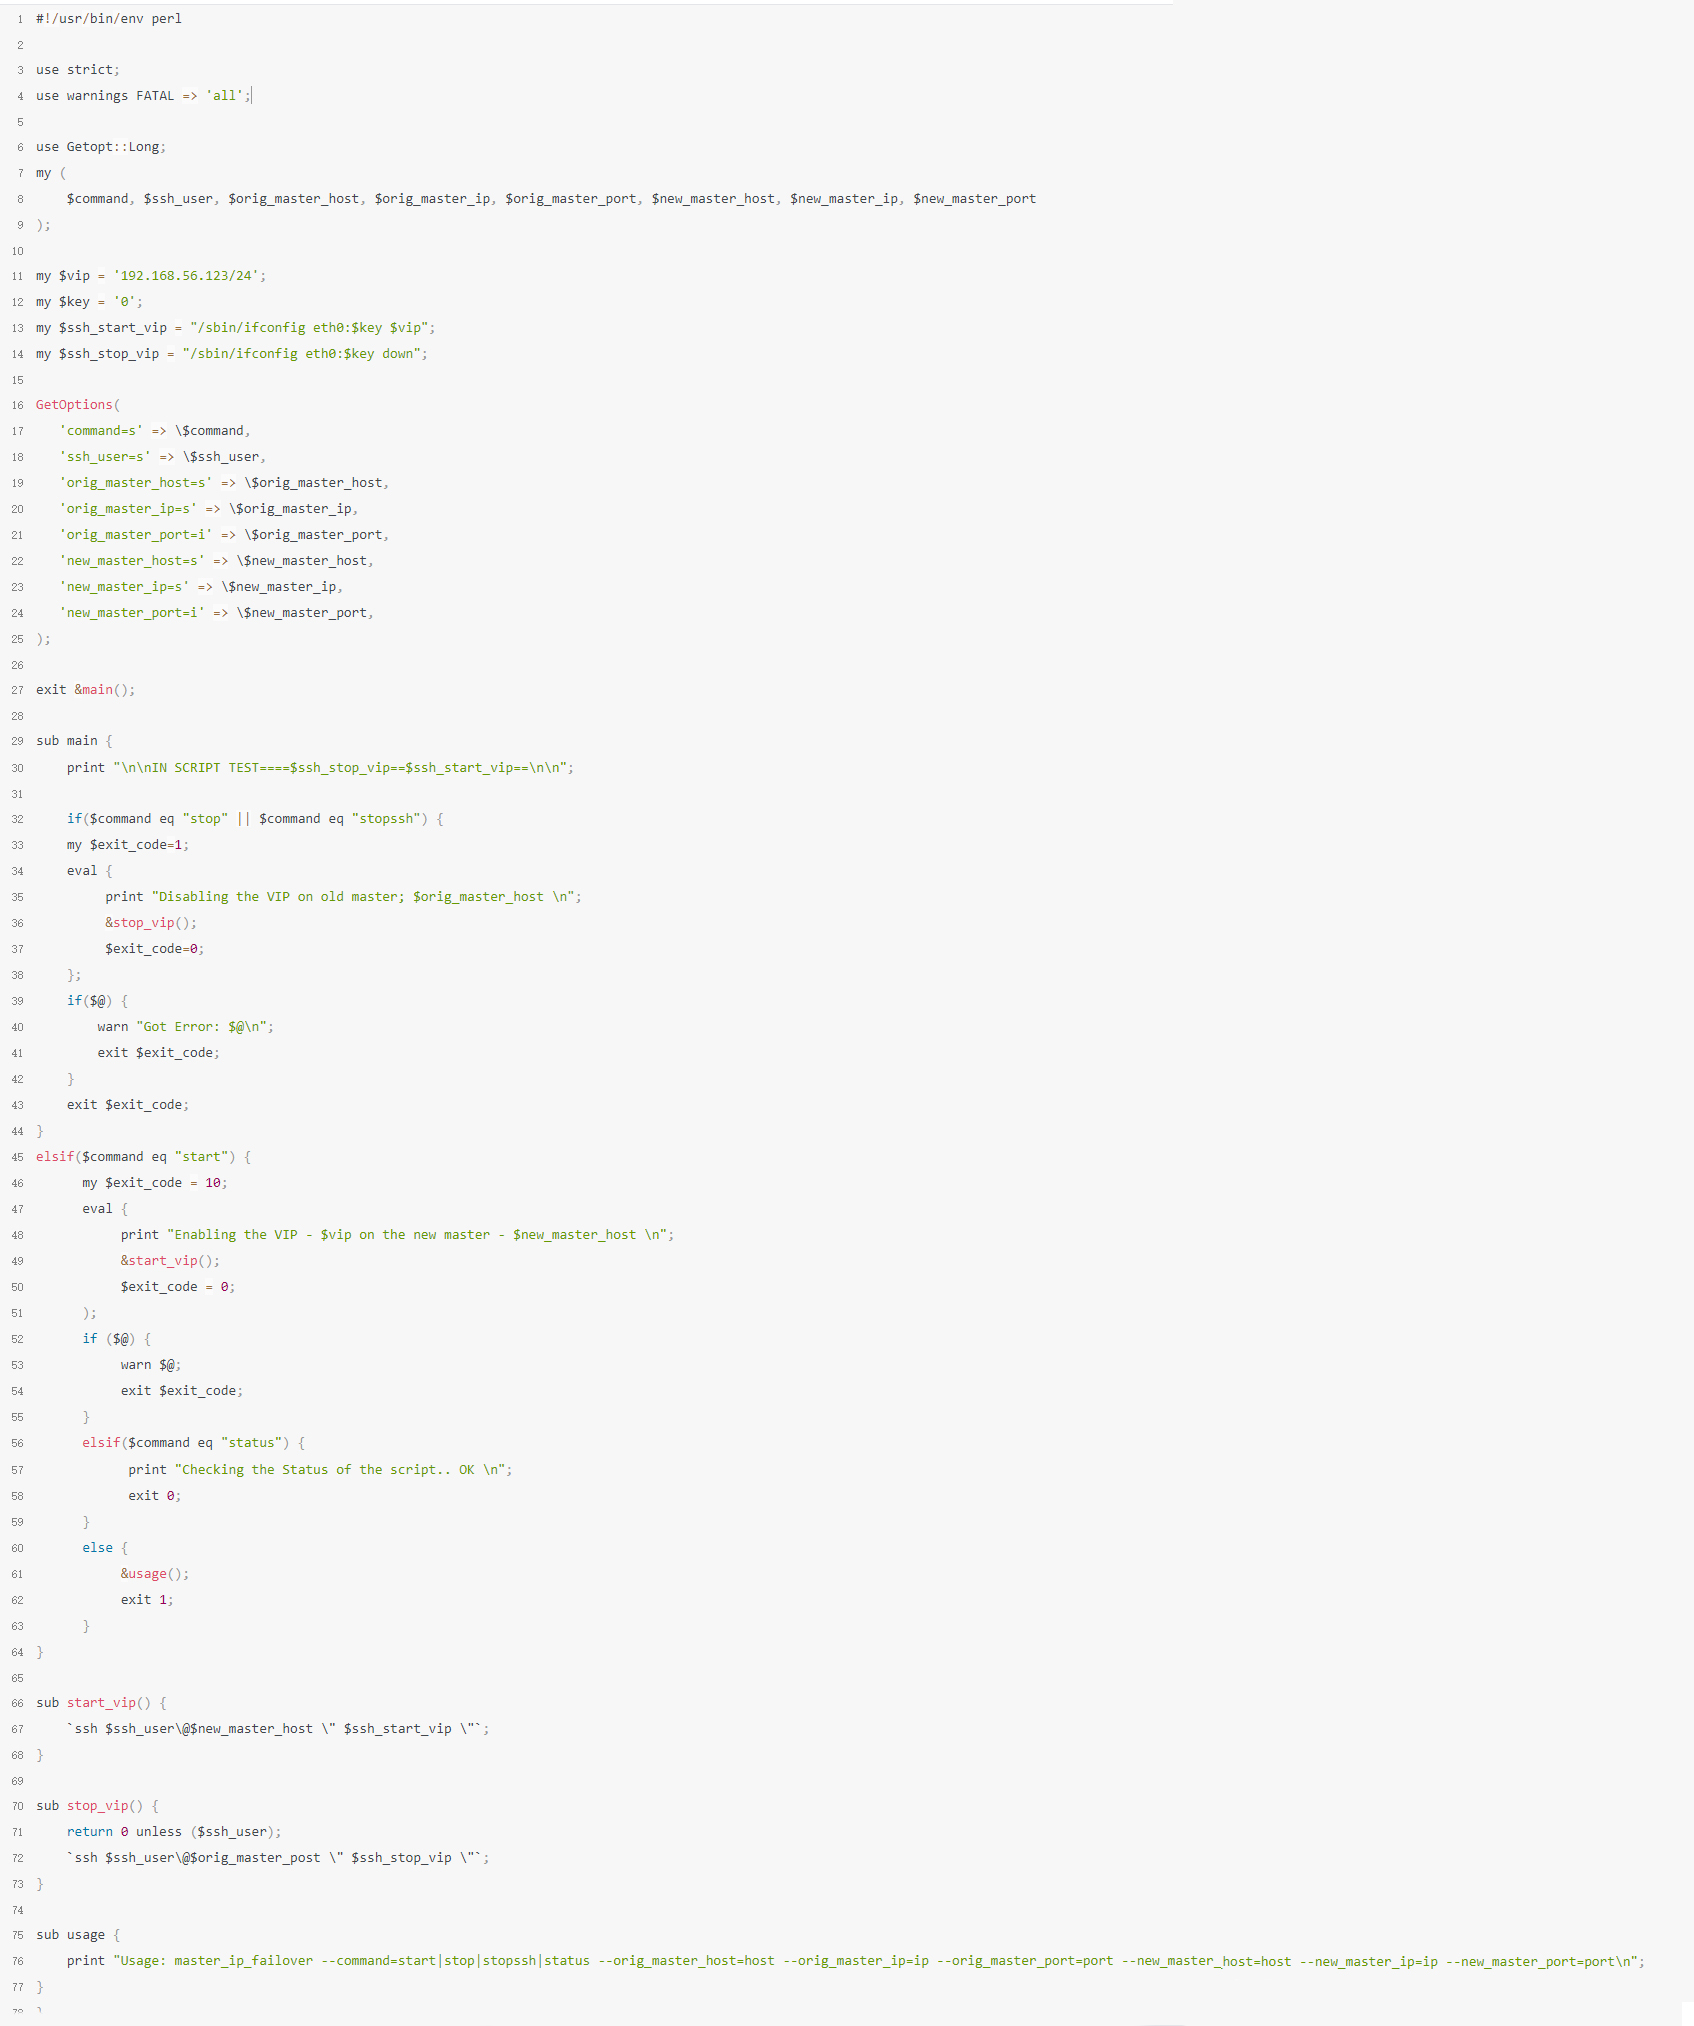 1 #!/usr/bin/env perl
2
3 use strict;
4 use warnings FATAL => 'all';
5
6 use Getopt::Long;
7 my (
8     $command, $ssh_user, $orig_master_host, $orig_master_ip, $orig_master_port, $new_master_host, $new_master_ip, $new_master_port
9 );
10
11 my $vip = '192.168.56.123/24';
12 my $key = '0';
13 my $ssh_start_vip = "/sbin/ifconfig eth0:$key $vip";
14 my $ssh_stop_vip = "/sbin/ifconfig eth0:$key down";
15
16 GetOptions(
17    'command=s' => \$command,
18    'ssh_user=s' => \$ssh_user,
19    'orig_master_host=s' => \$orig_master_host,
20    'orig_master_ip=s' => \$orig_master_ip,
21    'orig_master_port=i' => \$orig_master_port,
22    'new_master_host=s' => \$new_master_host,
23    'new_master_ip=s' => \$new_master_ip,
24    'new_master_port=i' => \$new_master_port,
25 );
26
27 exit &main();
28
29 sub main {
30     print "\n\nIN SCRIPT TEST====$ssh_stop_vip==$ssh_start_vip==\n\n";
31
32     if($command eq "stop" || $command eq "stopssh") {
33     my $exit_code=1;
34     eval {
35          print "Disabling the VIP on old master; $orig_master_host \n";
36          &stop_vip();
37          $exit_code=0;
38     };
39     if($@) {
40         warn "Got Error: $@\n";
41         exit $exit_code;
42     }
43     exit $exit_code;
44 }
45 elsif($command eq "start") {
46       my $exit_code = 10;
47       eval {
48            print "Enabling the VIP - $vip on the new master - $new_master_host \n";
49            &start_vip();
50            $exit_code = 0;
51       );
52       if ($@) {
53            warn $@;
54            exit $exit_code;
55       }
56       elsif($command eq "status") {
57             print "Checking the Status of the script.. OK \n";
58             exit 0;
59       }
60       else {
61            &usage();
62            exit 1;
63       }
64 }
65
66 sub start_vip() {
67     `ssh $ssh_user\@$new_master_host \" $ssh_start_vip \"`;
68 }
69
70 sub stop_vip() {
71     return 0 unless ($ssh_user);
72     `ssh $ssh_user\@$orig_master_post \" $ssh_stop_vip \"`;
73 }
74
75 sub usage {
76     print "Usage: master_ip_failover --command=start|stop|stopssh|status --orig_master_host=host --orig_master_ip=ip --orig_master_port=port --new_master_host=host --new_master_ip=ip --new_master_port=port\n";
77 }